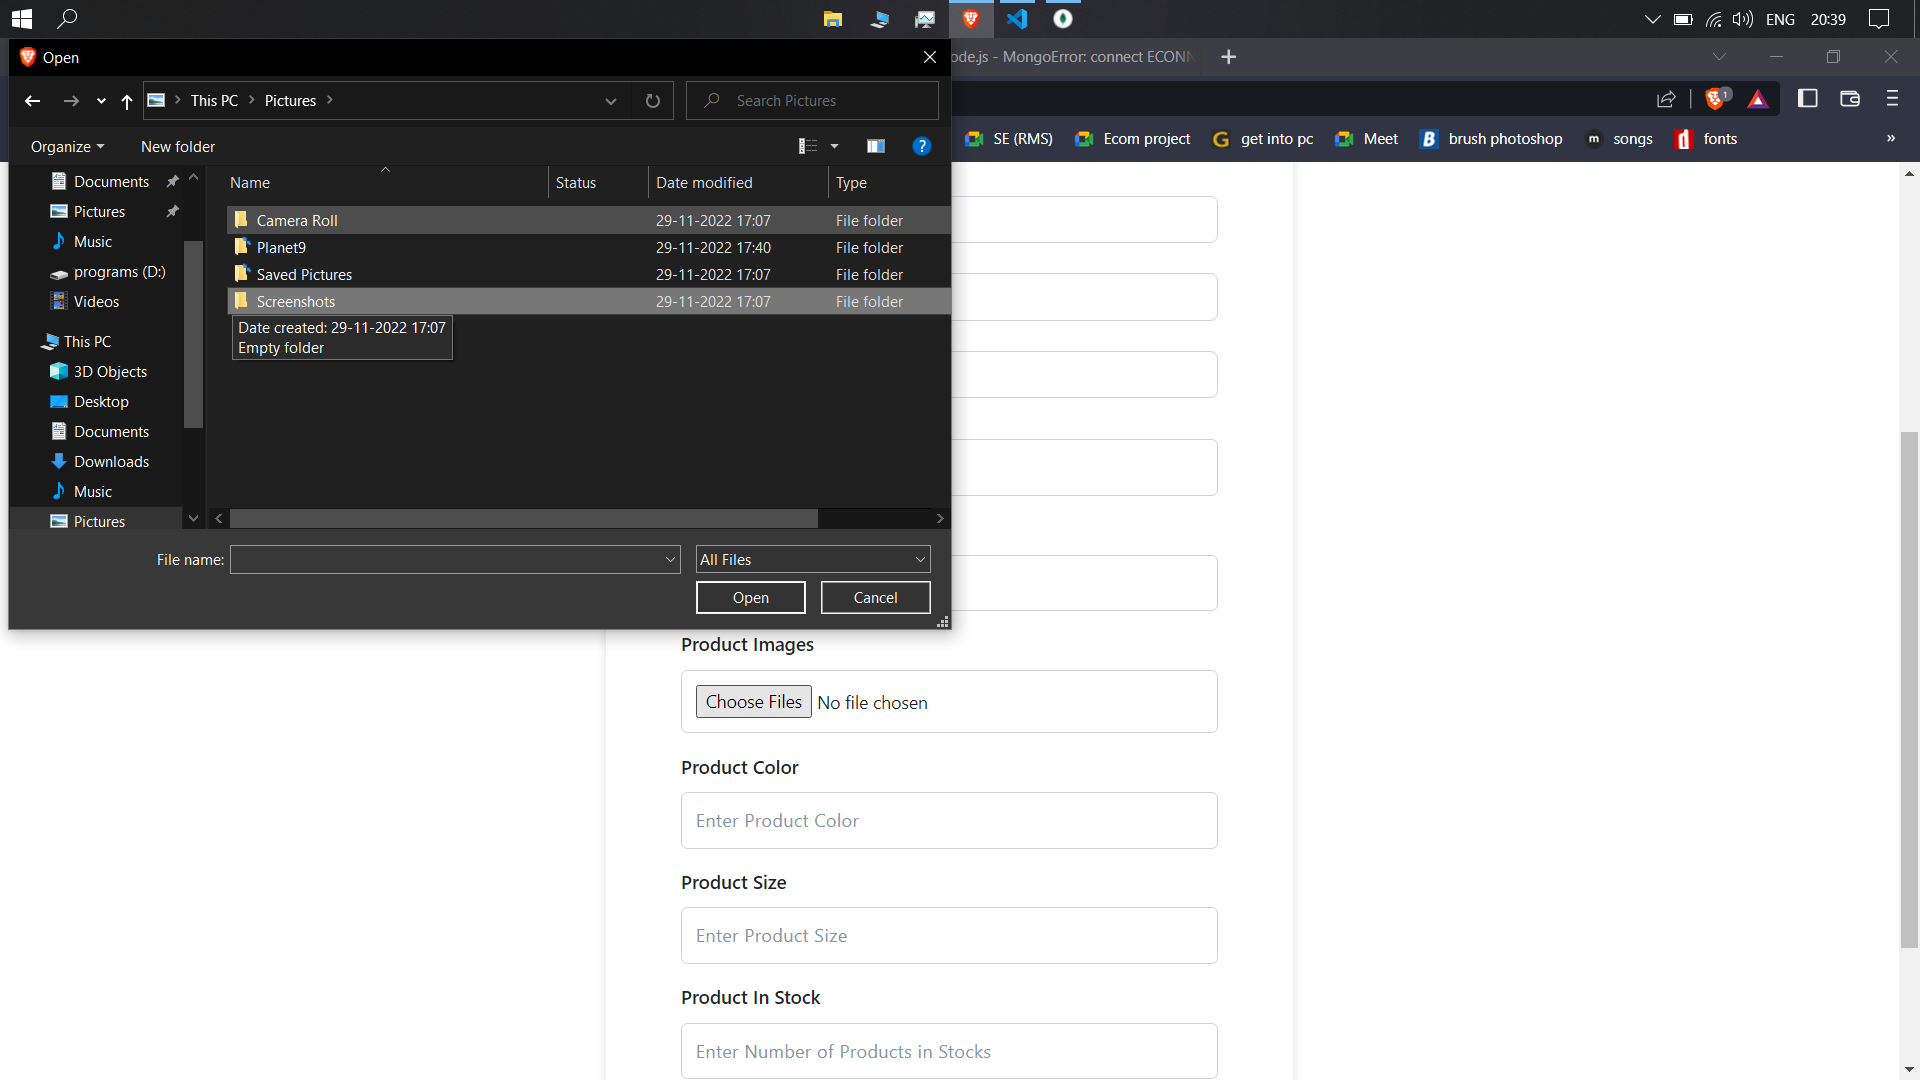 ENG
20:39
Open
ode.js - MongoError: connect ECONN
This PC
Pictures
Search Pictures
1
Organize
New folder
SE (RMS)
Ecom project
get into pc
Meet
brush photoshop
songs
fonts
»
Documents
Pictures
Music
programs (D:)
Videos
This PC
3D Objects
Desktop
Documents
Downloads
Music
Pictures
Name Status Date modified Type
Camera Roll 29-11-2022 17:07 File folder
Planet9 29-11-2022 17:40 File folder
Saved Pictures 29-11-2022 17:07 File folder
Screenshots 29-11-2022 17:07 File folder
Date created: 29-11-2022 17:07
Empty folder
File name:
All Files
Open
Cancel
Product Images
Choose Files No file chosen
Product Color
Enter Product Color
Product Size
Enter Product Size
Product In Stock
Enter Number of Products in Stocks